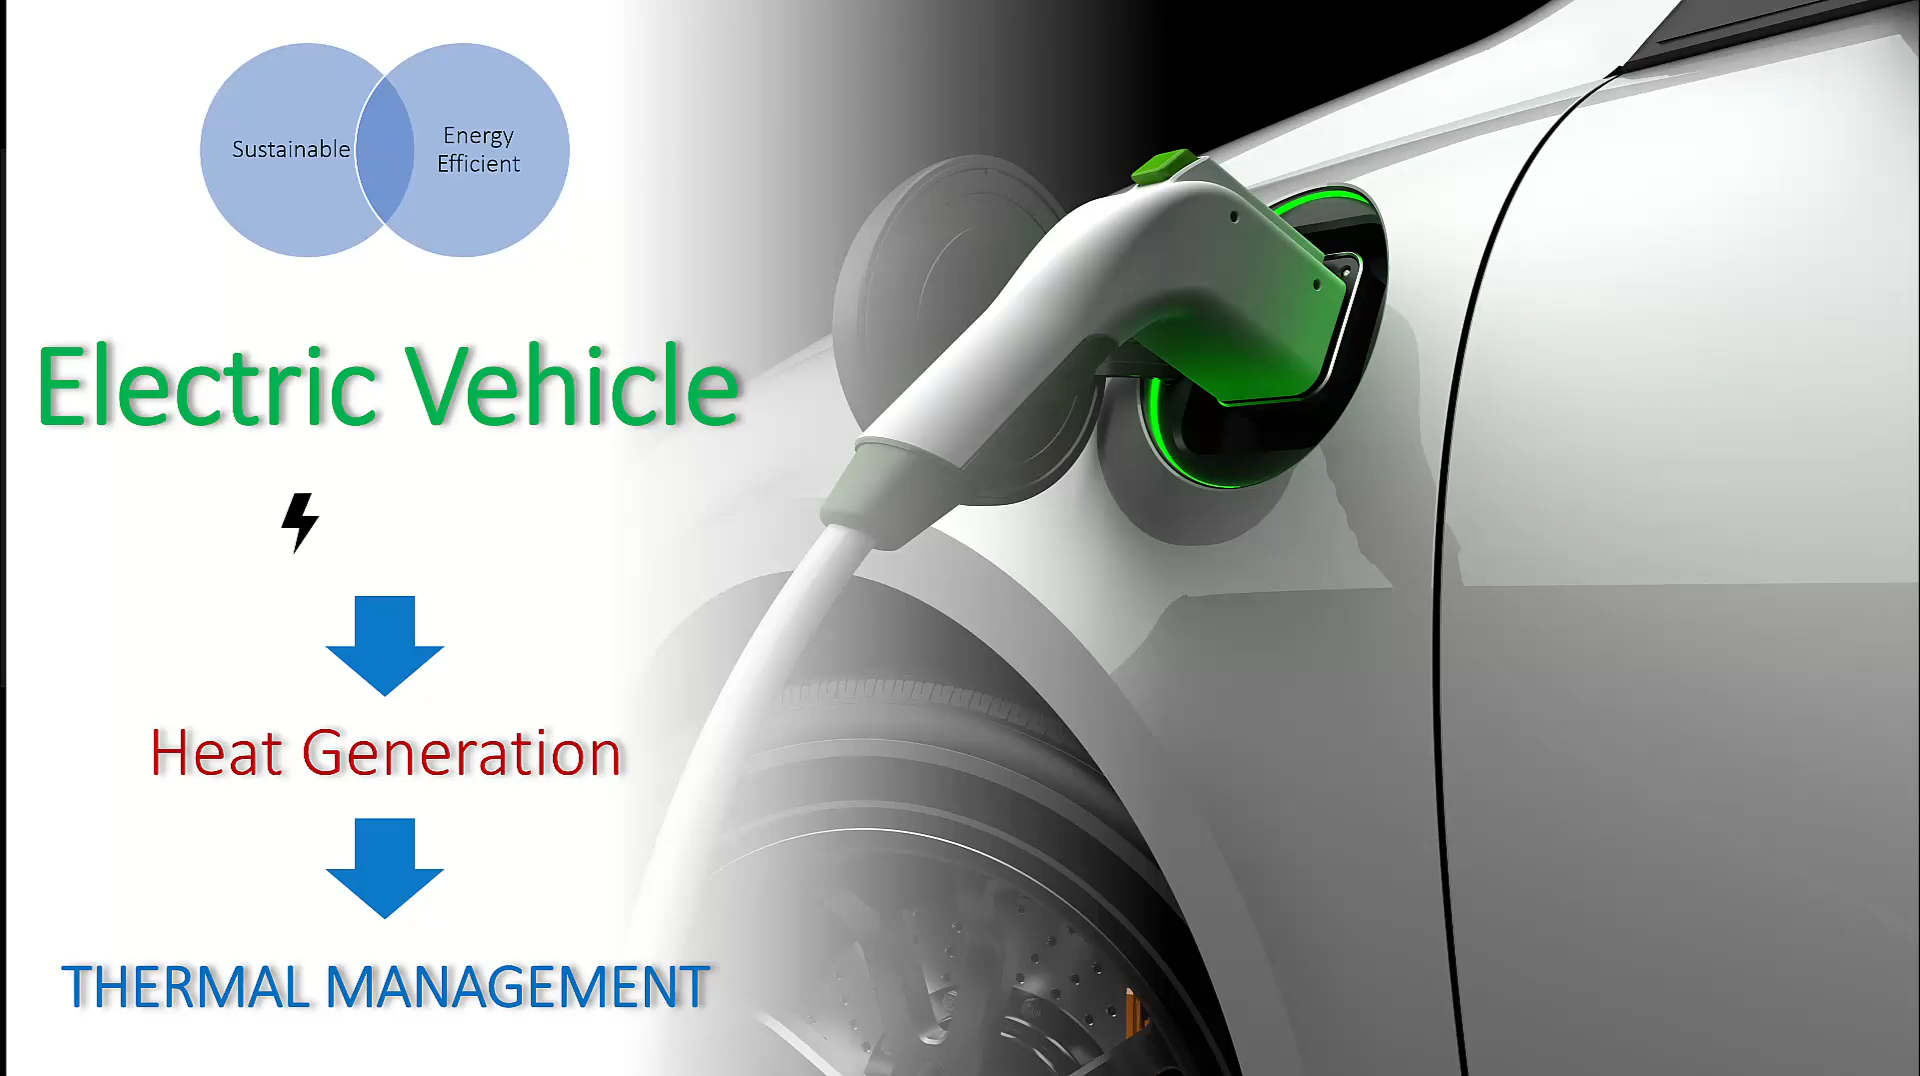 Sustainable
Energy
Efficient
Electric Vehicle
Heat Generation
THERMAL MANAGEMENT